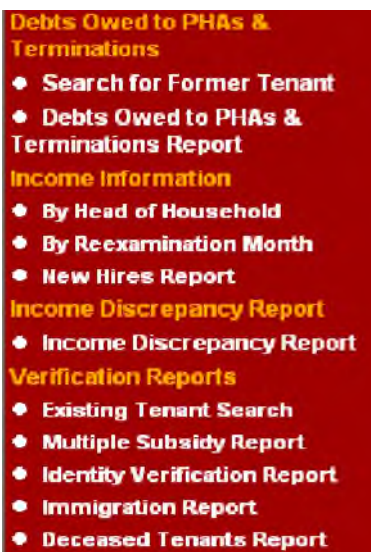 Debts Owed to PHAs &
Terminations
• Search for Former Tenant
• Debts Owed to PHAs &
Terminations Report
Income Information
• By Head of Household
• By Reexamination Month
• New Hires Report
Income Discrepancy Report
• Income Discrepancy Report
Verification Reports
• Existing Tenant Search
• Multiple Subsidy Report
• Identity Verification Report
• Immigration Report
• Deceased Tenants Report